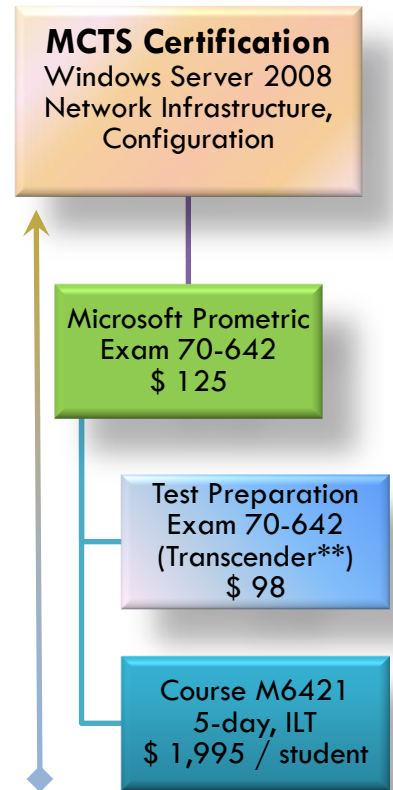 MCTS Certification
Windows Server 2008
Network Infrastructure,
Configuration
Microsoft Prometric
Exam 70-642
$ 125
Test Preparation
Exam 70-642
(Transcender**)
$ 98
Course M6421
5-day, ILT
$ 1,995 / student